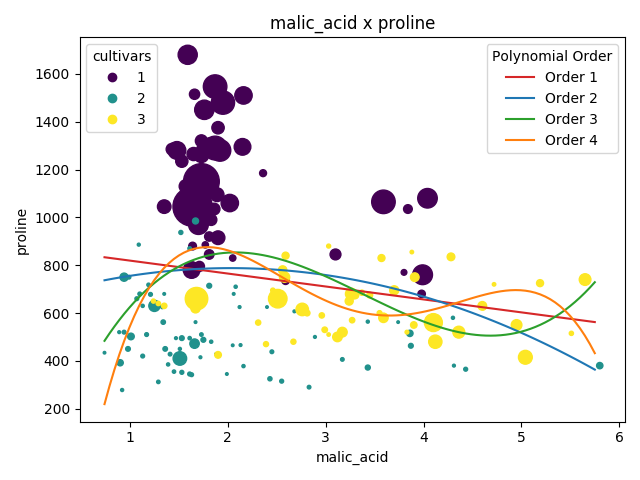 malic_acid x proline
cultivars
1
2
3
Polynomial Order
Order 1
Order 2
Order 3
Order 4
proline
1600
1400
1200
1000
800
600
400
200
1 2 3 4 5 6
malic_acid